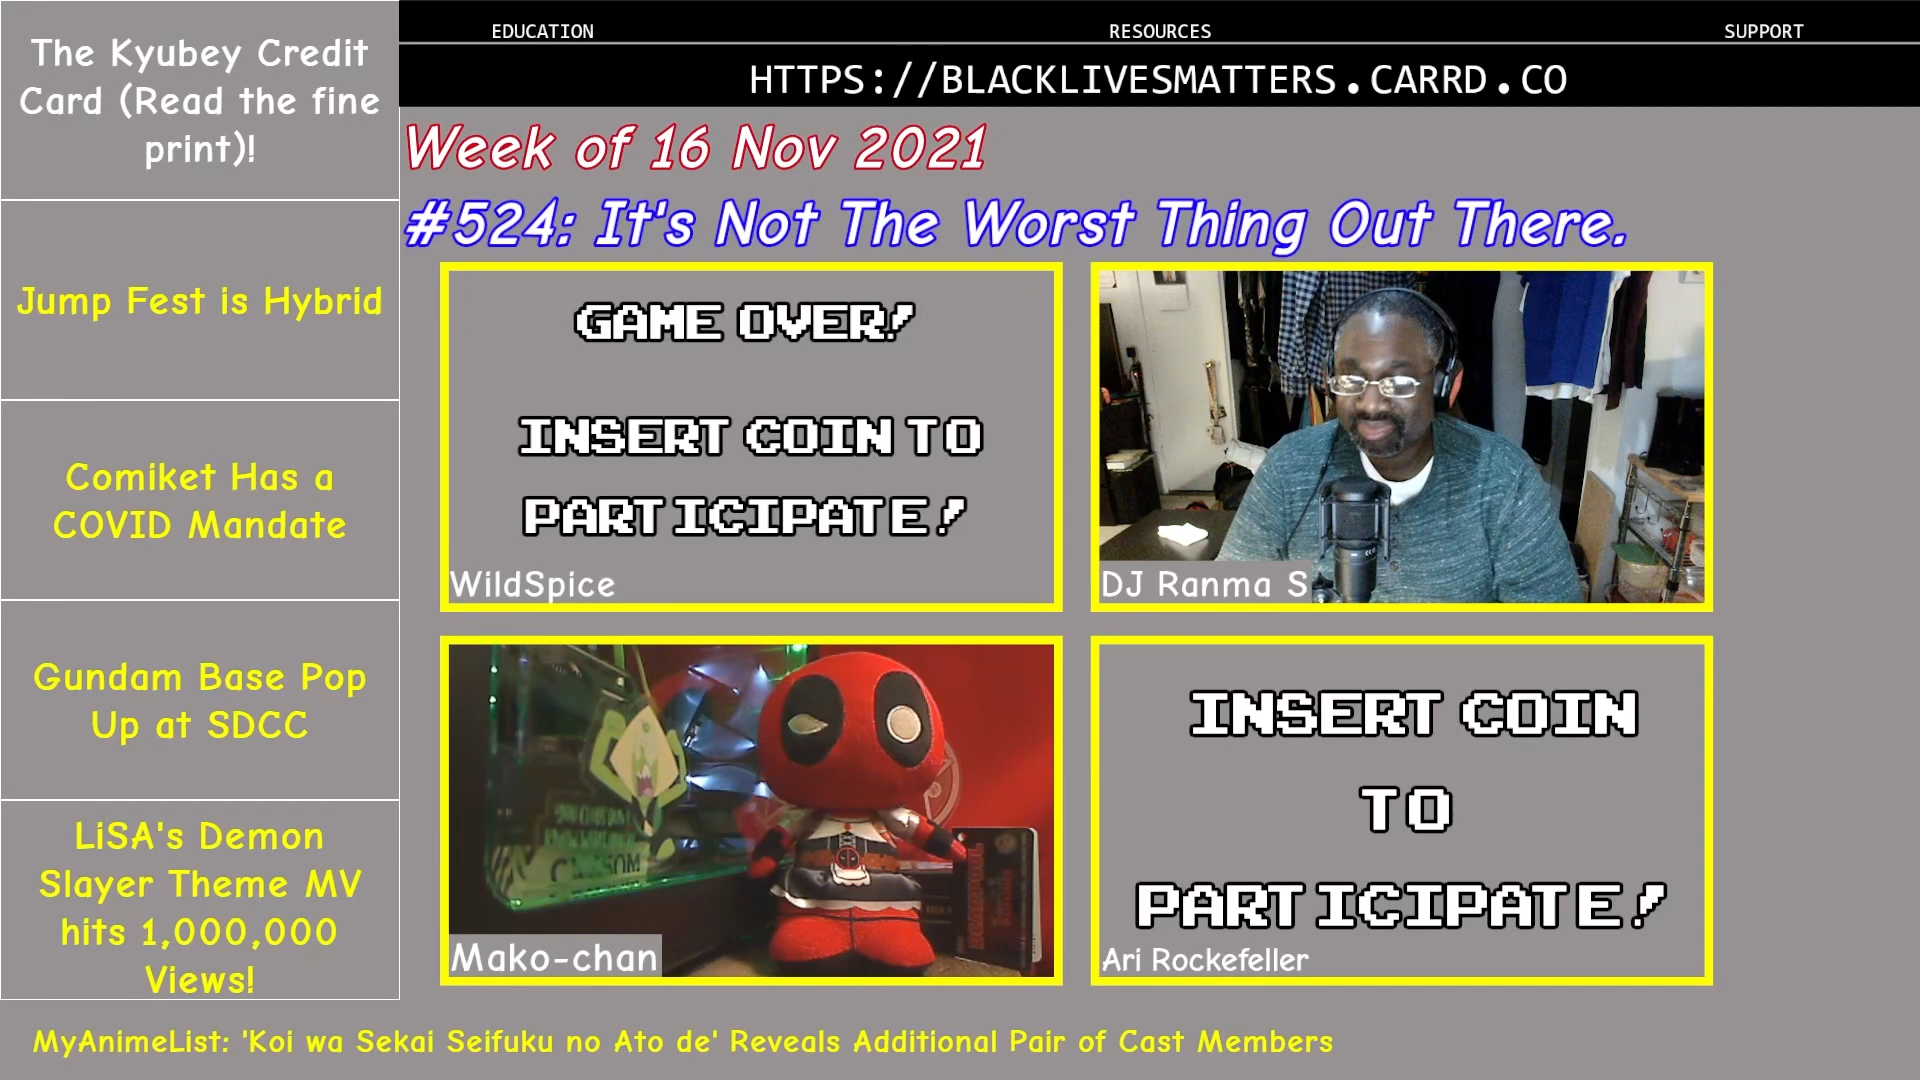 The Kyubey Credit
Card (Read the fine
print)!
Jump Fest is Hybrid
Comiket Has a
COVID Mandate
Gundam Base Pop
Up at SDCC
LiSA's Demon
Slayer Theme MV
hits 1,000,000
Views!
EDUCATION RESOURCES SUPPORT
HTTPS://BLACKLIVESMATTERS.CARRD.CO
Week of 16 Nov 2021
#524: It's Not The Worst Thing Out There.
GAME OVER!
INSERT COIN TO
PARTICIPATE!
WildSpice
DJ Ranma S
Mako-chan
INSERT COIN
TO
PARTICIPATE!
Ari Rockefeller
MyAnimeList: 'Koi wa Sekai Seifuku no Ato de' Reveals Additional Pair of Cast Members